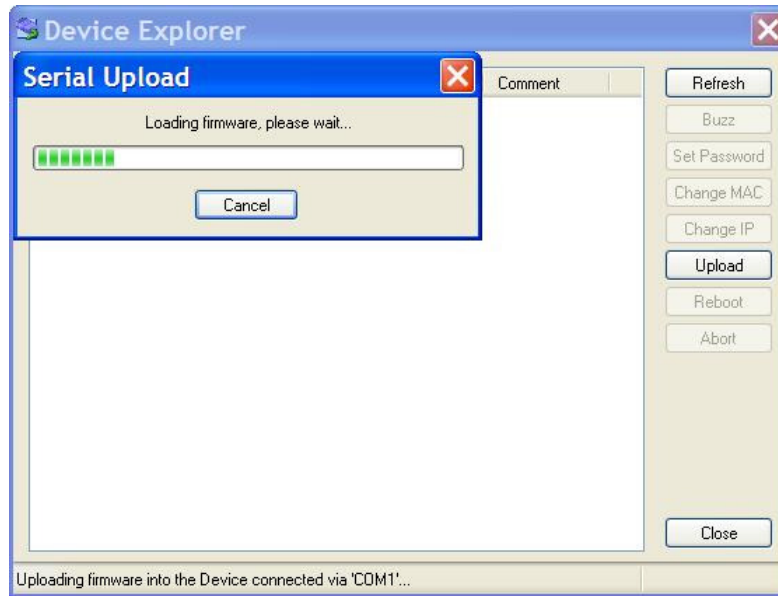 Device Explorer
Serial Upload
Loading firmware, please wait...
Cancel
Comment
Refresh
Buzz
Set Password
Change MAC
Change IP
Upload
Reboot
Abort
Close
Uploading firmware into the Device connected via 'COM1'...